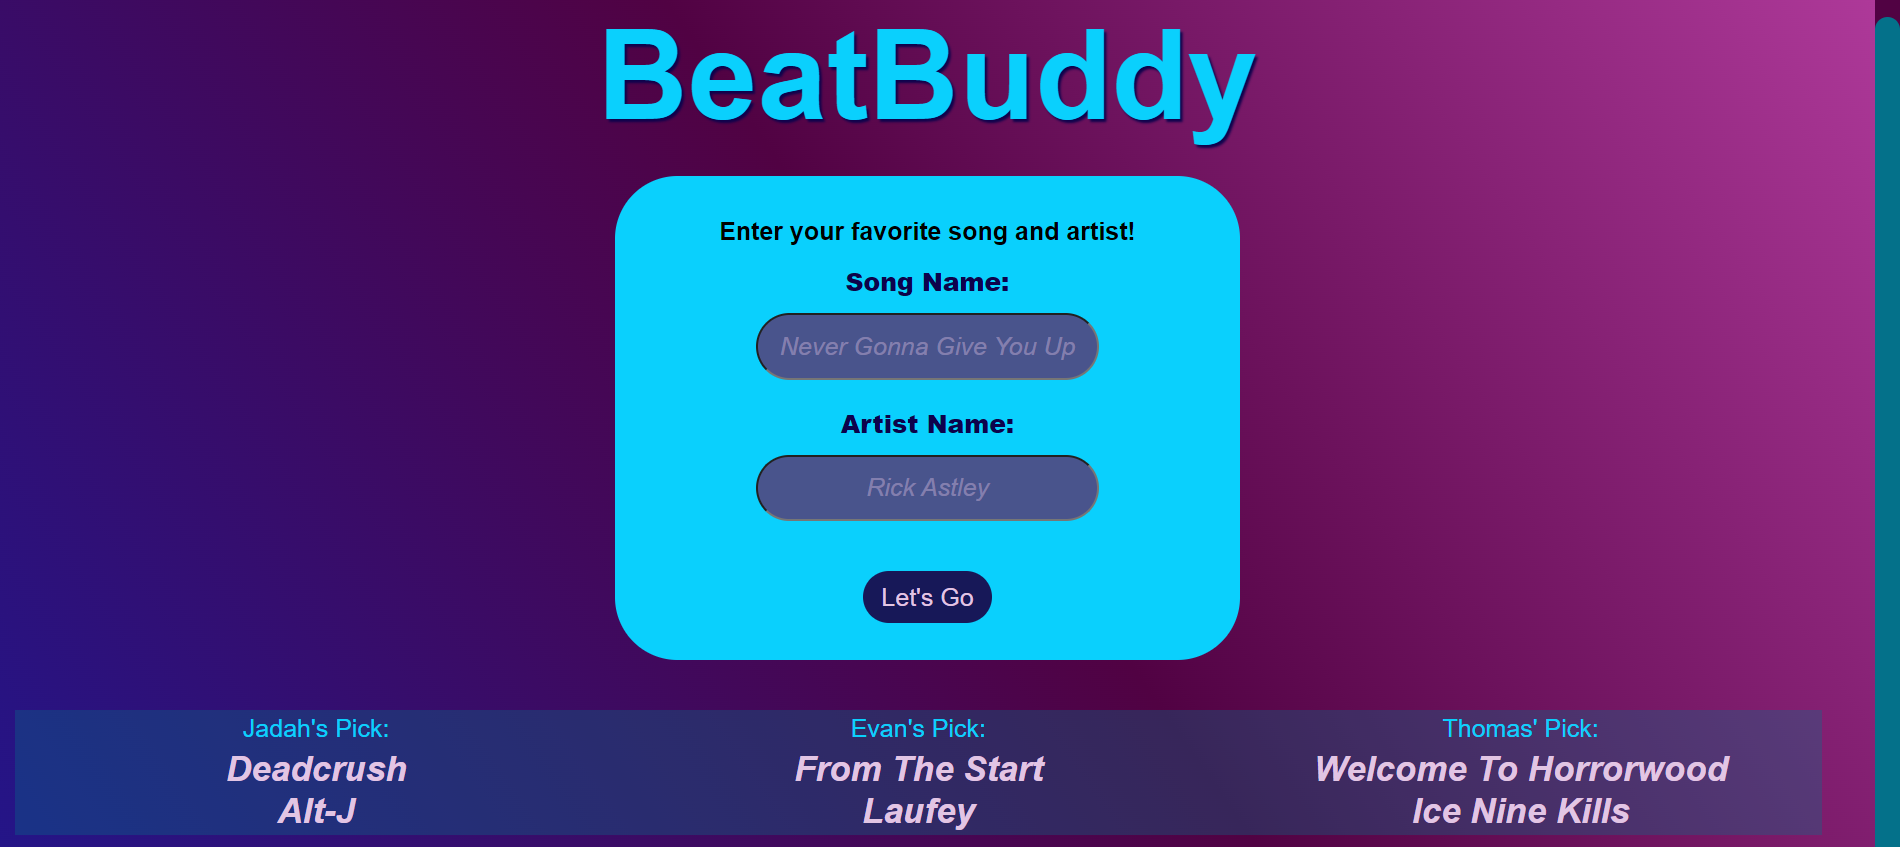 BeatBuddy
Enter your favorite song and artist!
Song Name:
Never Gonna Give You Up
Artist Name:
Rick Astley
Let's Go
Jadah's Pick:
Deadcrush
Alt-J
Evan's Pick:
From The Start
Laufey
Thomas' Pick:
Welcome To Horrorwood
Ice Nine Kills